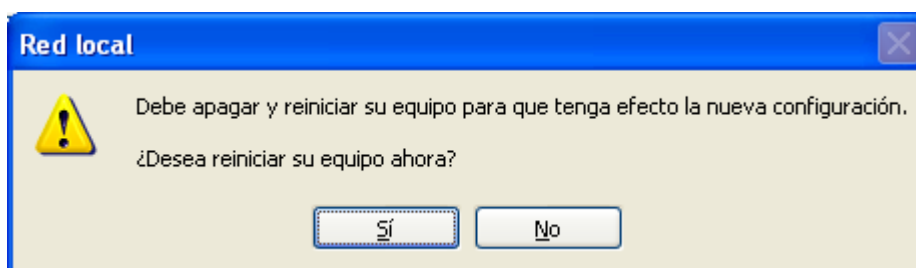 Red local
Debe apagar y reiniciar su equipo para que tenga efecto la nueva configuración.
¿Desea reiniciar su equipo ahora?
Sí
No